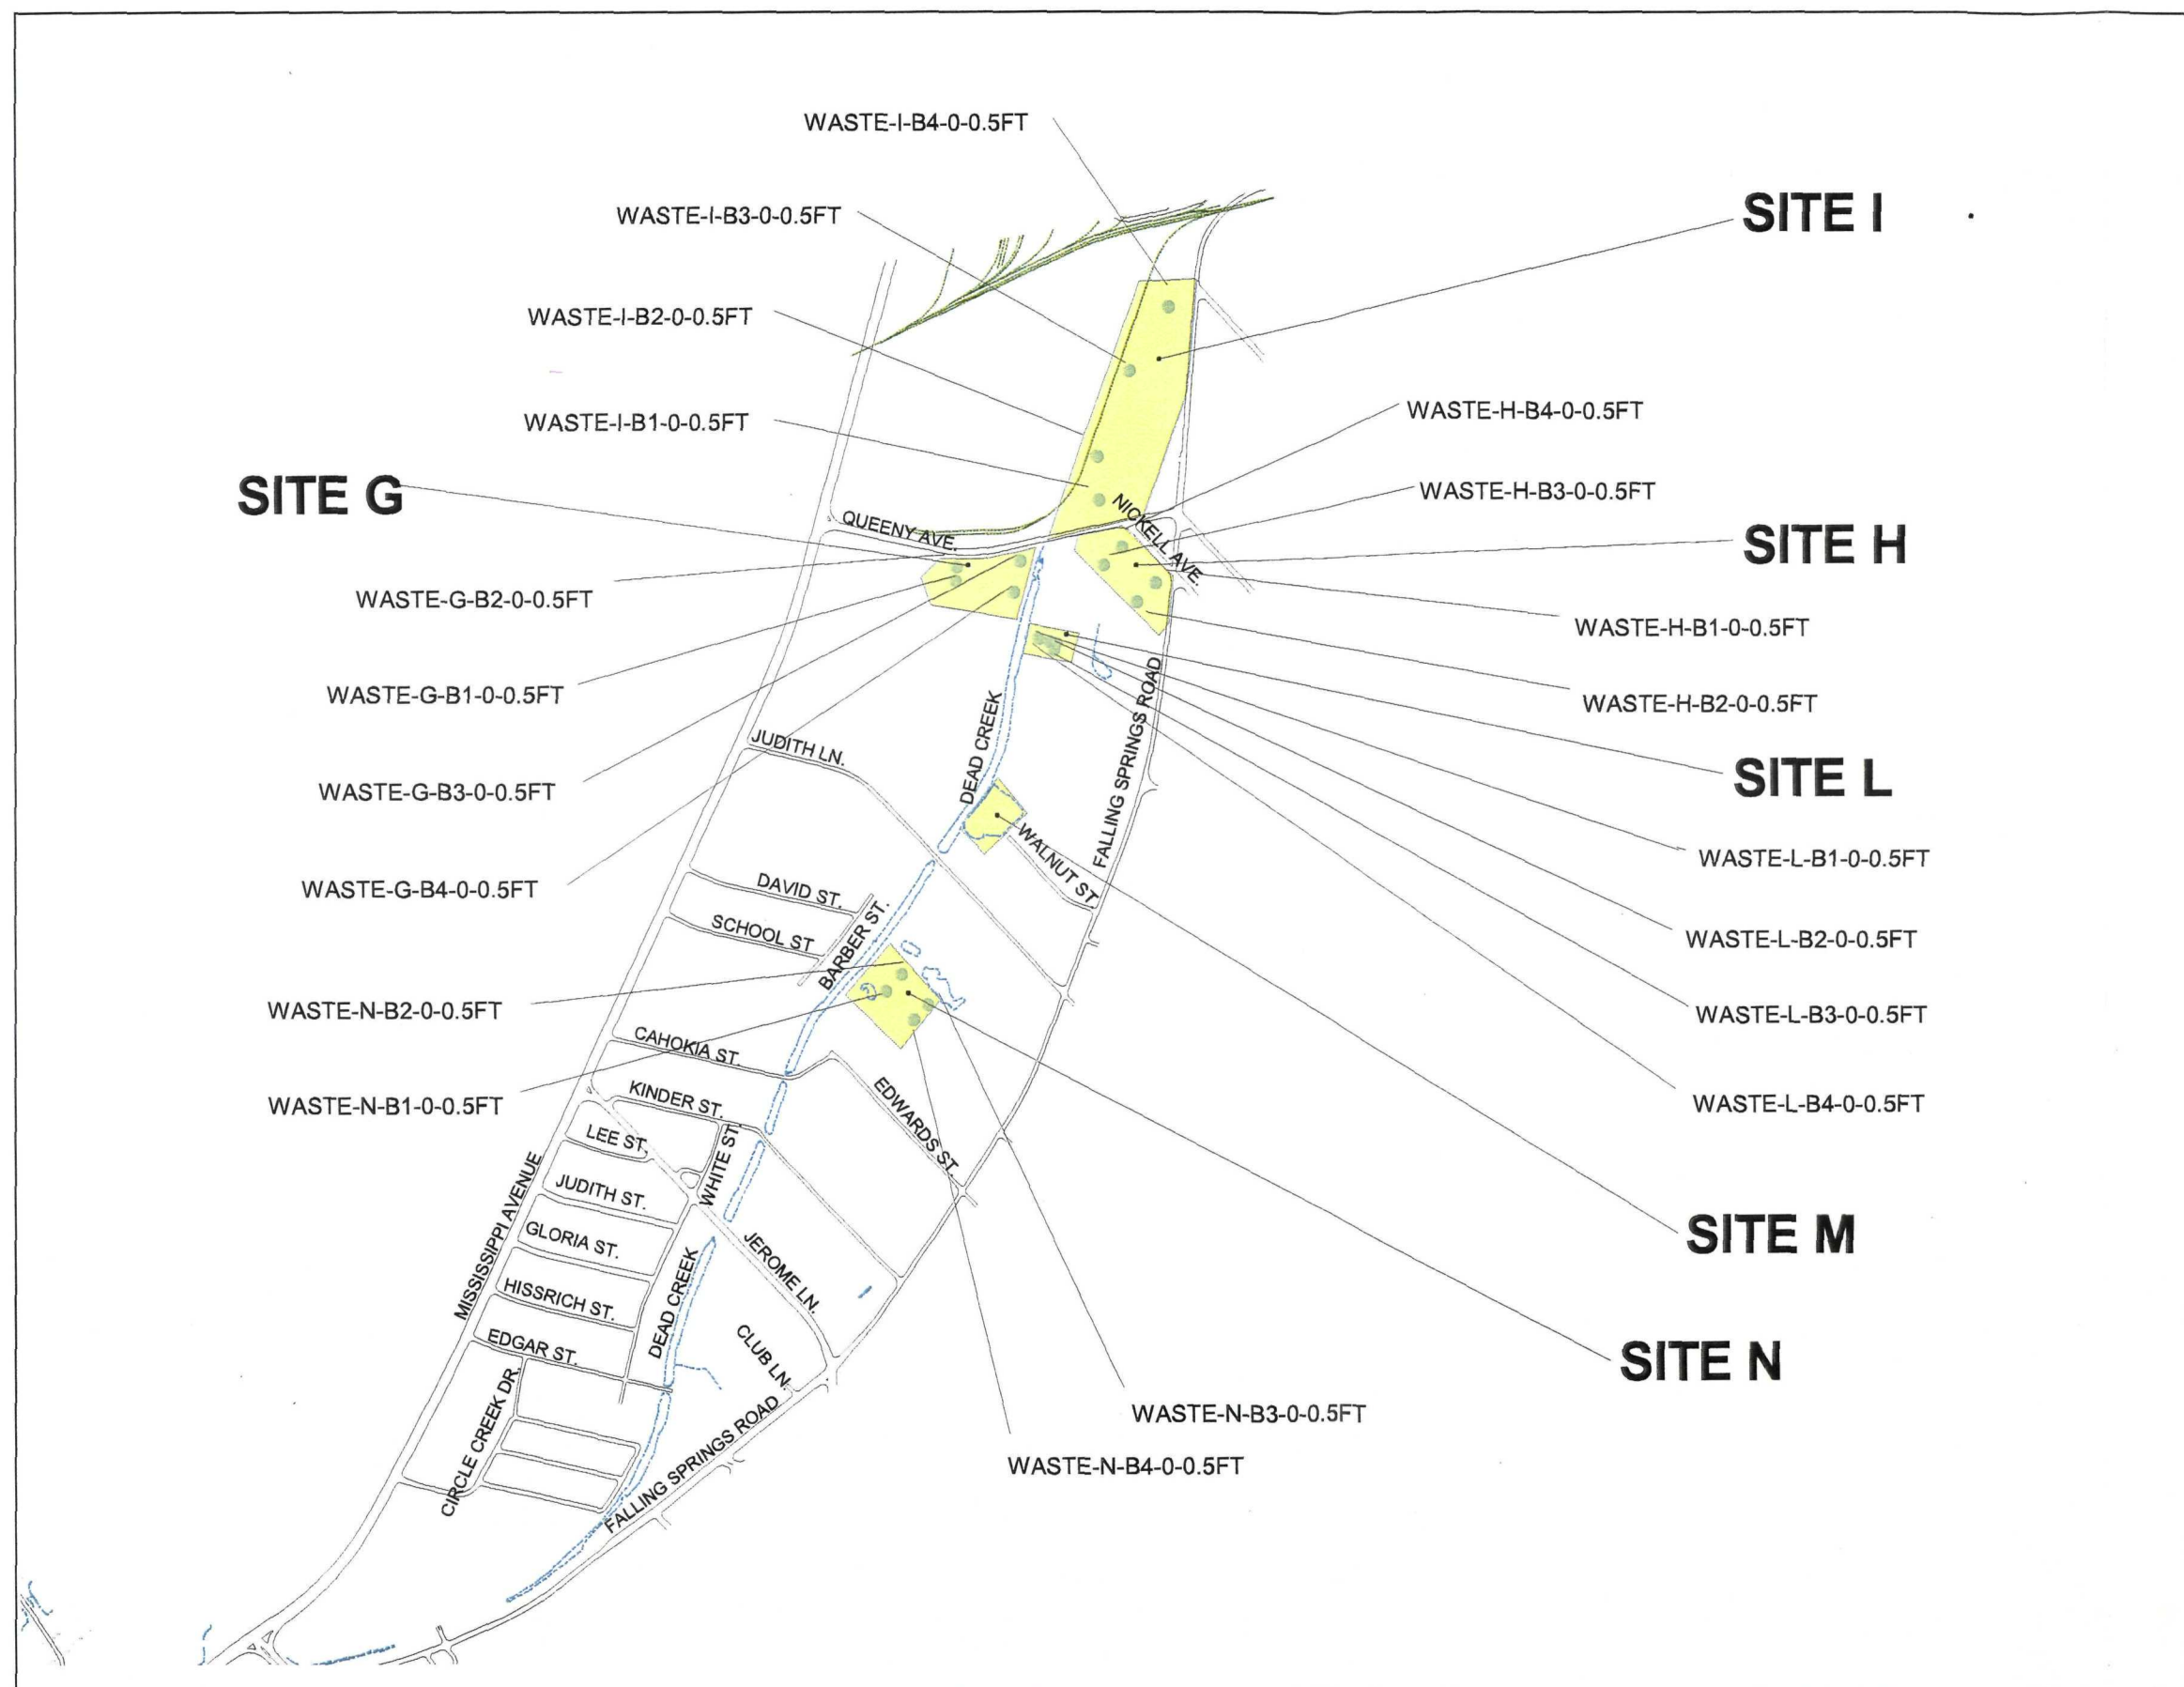 WASTE-I-B4-0-0.5FT
WASTE-I-B3-0-0.5FT
SITE I
WASTE-I-B2-0-0.5FT
WASTE-I-B1-0-0.5FT
WASTE-H-B4-0-0.5FT
SITE G
WASTE-H-B3-0-0.5FT
QUEENY AVE.
NICKELL AVE.
SITE H
WASTE-G-B2-0-0.5FT
WASTE-H-B1-0-0.5FT
WASTE-G-B1-0-0.5FT
WASTE-H-B2-0-0.5FT
DEAD CREEK
FALLING SPRINGS ROAD
JUDITH LN.
SITE L
WASTE-G-B3-0-0.5FT
WALNUT ST
WASTE-L-B1-0-0.5FT
WASTE-G-B4-0-0.5FT
DAVID ST.
SCHOOL ST
BARBER ST.
WASTE-L-B2-0-0.5FT
WASTE-N-B2-0-0.5FT
WASTE-L-B3-0-0.5FT
CAHOKIA ST.
WASTE-N-B1-0-0.5FT
KINDER ST.
WASTE-L-B4-0-0.5FT
EDWARDS ST.
LEE ST.
WHITE ST.
JUDITH ST.
MISSISSIPPI AVENUE
SITE M
GLORIA ST.
JEROME LN.
HISSRICH ST.
DEAD CREEK
EDGAR ST.
CLUB LN.
SITE N
CIRCLE CREEK DR.
FALLING SPRINGS ROAD
WASTE-N-B3-0-0.5FT
WASTE-N-B4-0-0.5FT